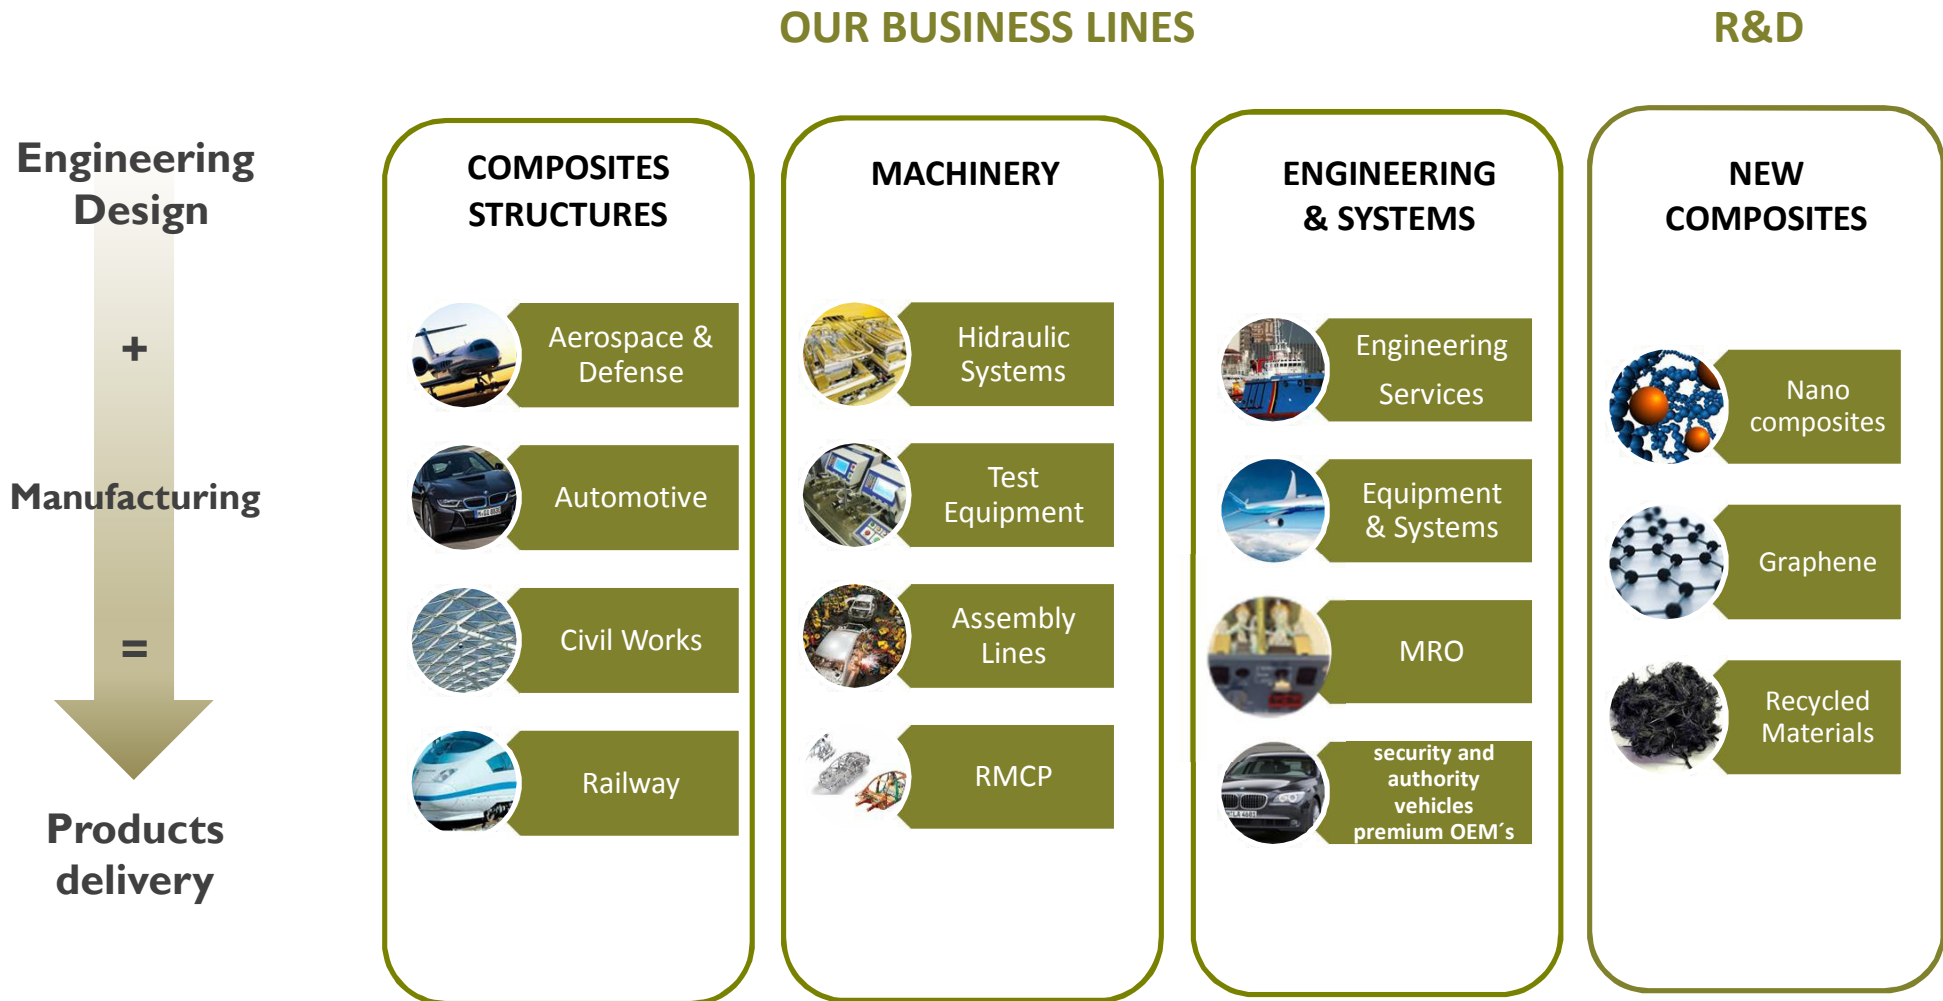 OUR BUSINESS LINES
R&D
Engineering
Design
+
Manufacturing
=
Products
delivery
COMPOSITES
STRUCTURES
Aerospace &
Defense
Automotive
Civil Works
Railway
MACHINERY
Hidraulic
Systems
Test
Equipment
Assembly
Lines
RMCP
ENGINEERING
& SYSTEMS
Engineering
Services
Equipment
& Systems
MRO
security and
authority
vehicles
premium OEM´s
NEW
COMPOSITES
Nano
composites
Graphene
Recycled
Materials